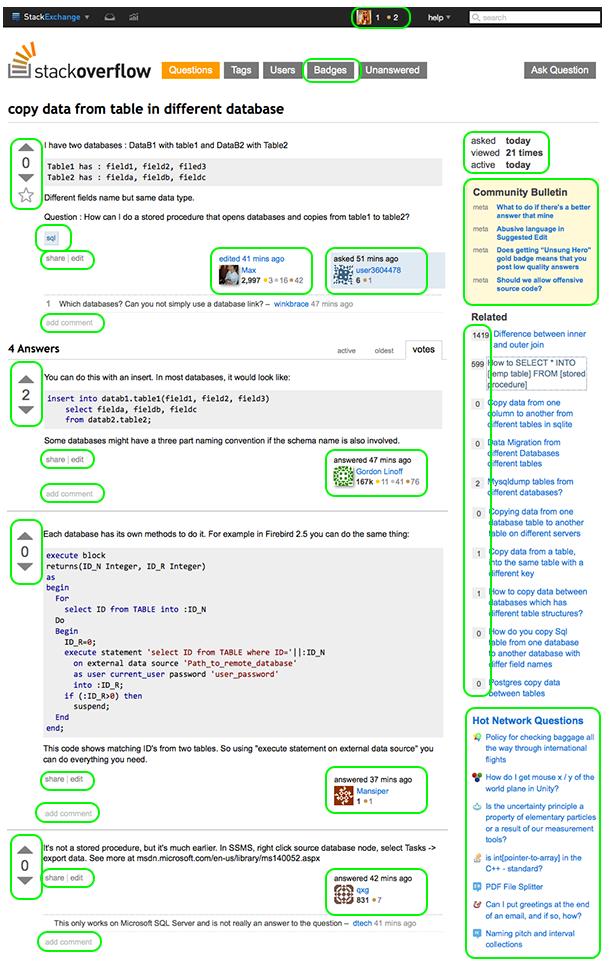 StackExchange
1 2
help
search
stackoverflow
Questions
Tags
Users
Badges
Unanswered
Ask Question
copy data from table in different database
0
I have two databases : DataB1 with table1 and DataB2 with Table2
Table1 has : field1, field2, filed3
Table2 has : fielda, fieldb, fieldc
Different fields name but same data type.
Question : How can I do a stored procedure that opens databases and copies from table1 to table2?
sql
share | edit
edited 41 mins ago
Max
2,997 3 16 42
asked 51 mins ago
user3604478
6 1
1 Which databases? Can you not simply use a database link? – winkbrace 47 mins ago
add comment
4 Answers
active
oldest
votes
2
You can do this with an insert. In most databases, it would look like:
insert into datab1.table1(field1, field2, field3)
select fielda, fieldb, fieldc
from datab2.table2;
Some databases might have a three part naming convention if the schema name is also involved.
share | edit
answered 47 mins ago
Gordon Linoff
167k 11 41 76
add comment
0
Each database has its own methods to do it. For example in Firebird 2.5 you can do the same thing:
execute block
returns(ID_N Integer, ID_R Integer)
as
begin
For
select ID from TABLE into :ID_N
Do
Begin
ID_R=0;
execute statement 'select ID from TABLE where ID='||:ID_N
on external data source 'Path_to_remote_database'
as user current_user password 'user_password'
into :ID_R;
if (:ID_R>0) then
suspend;
End
end;
This code shows matching ID's from two tables. So using "execute statement on external data source" you
can do everything you need.
share | edit
answered 37 mins ago
Mansiper
1 1
add comment
0
It's not a stored procedure, but it's much earlier. In SSMS, right click source database node, select Tasks ->
export data. See more at msdn.microsoft.com/en-us/library/ms140052.aspx
share | edit
answered 42 mins ago
qxg
831 7
This only works on Microsoft SQL Server and is not really an answer to the question – dtech 41 mins ago
add comment
asked today
viewed 21 times
active today
Community Bulletin
meta What to do if there's a better
answer that mine
meta Abusive language in
Suggested Edit
meta Does getting "Unsung Hero"
gold badge means that you
post low quality answers
meta Should we allow offensive
source code?
Related
1419 Difference between inner
and outer join
599 How to SELECT * INTO
[temp table] FROM [stored
procedure]
0 Copy data from one
column to another from
different tables in sqlite
0 Data Migration from
different Databases
different tables
2 Mysqldump tables from
different databases?
0 Copying data from one
database table to another
table on different servers
1 Copy data from a table,
into the same table with a
different key
1 How to copy data between
databases which has
different table structures?
0 How do you copy Sql
table from one database
to another database with
differ field names
0 Postgres copy data
between tables
Hot Network Questions
Policy for checking baggage all
the way through international
flights
How do I get mouse x / y of the
world plane in Unity?
Is the uncertainty principle a
property of elementary particles
or a result of our measurement
tools?
is int[pointer-to-array] in the
C++ - standard?
PDF File Splitter
Can I put greetings at the end
of an email, and if so, how?
Naming pitch and interval
collections